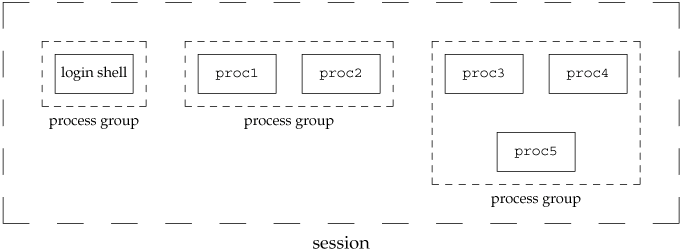 login shell
proc1
proc2
proc3
proc4
process group
process group
proc5
process group
session